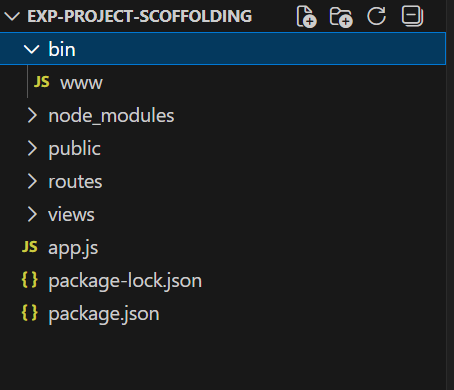 EXP-PROJECT-SCOFFOLDING
bin
JS www
node_modules
public
routes
views
JS app.js
{} package-lock.json
{} package.json